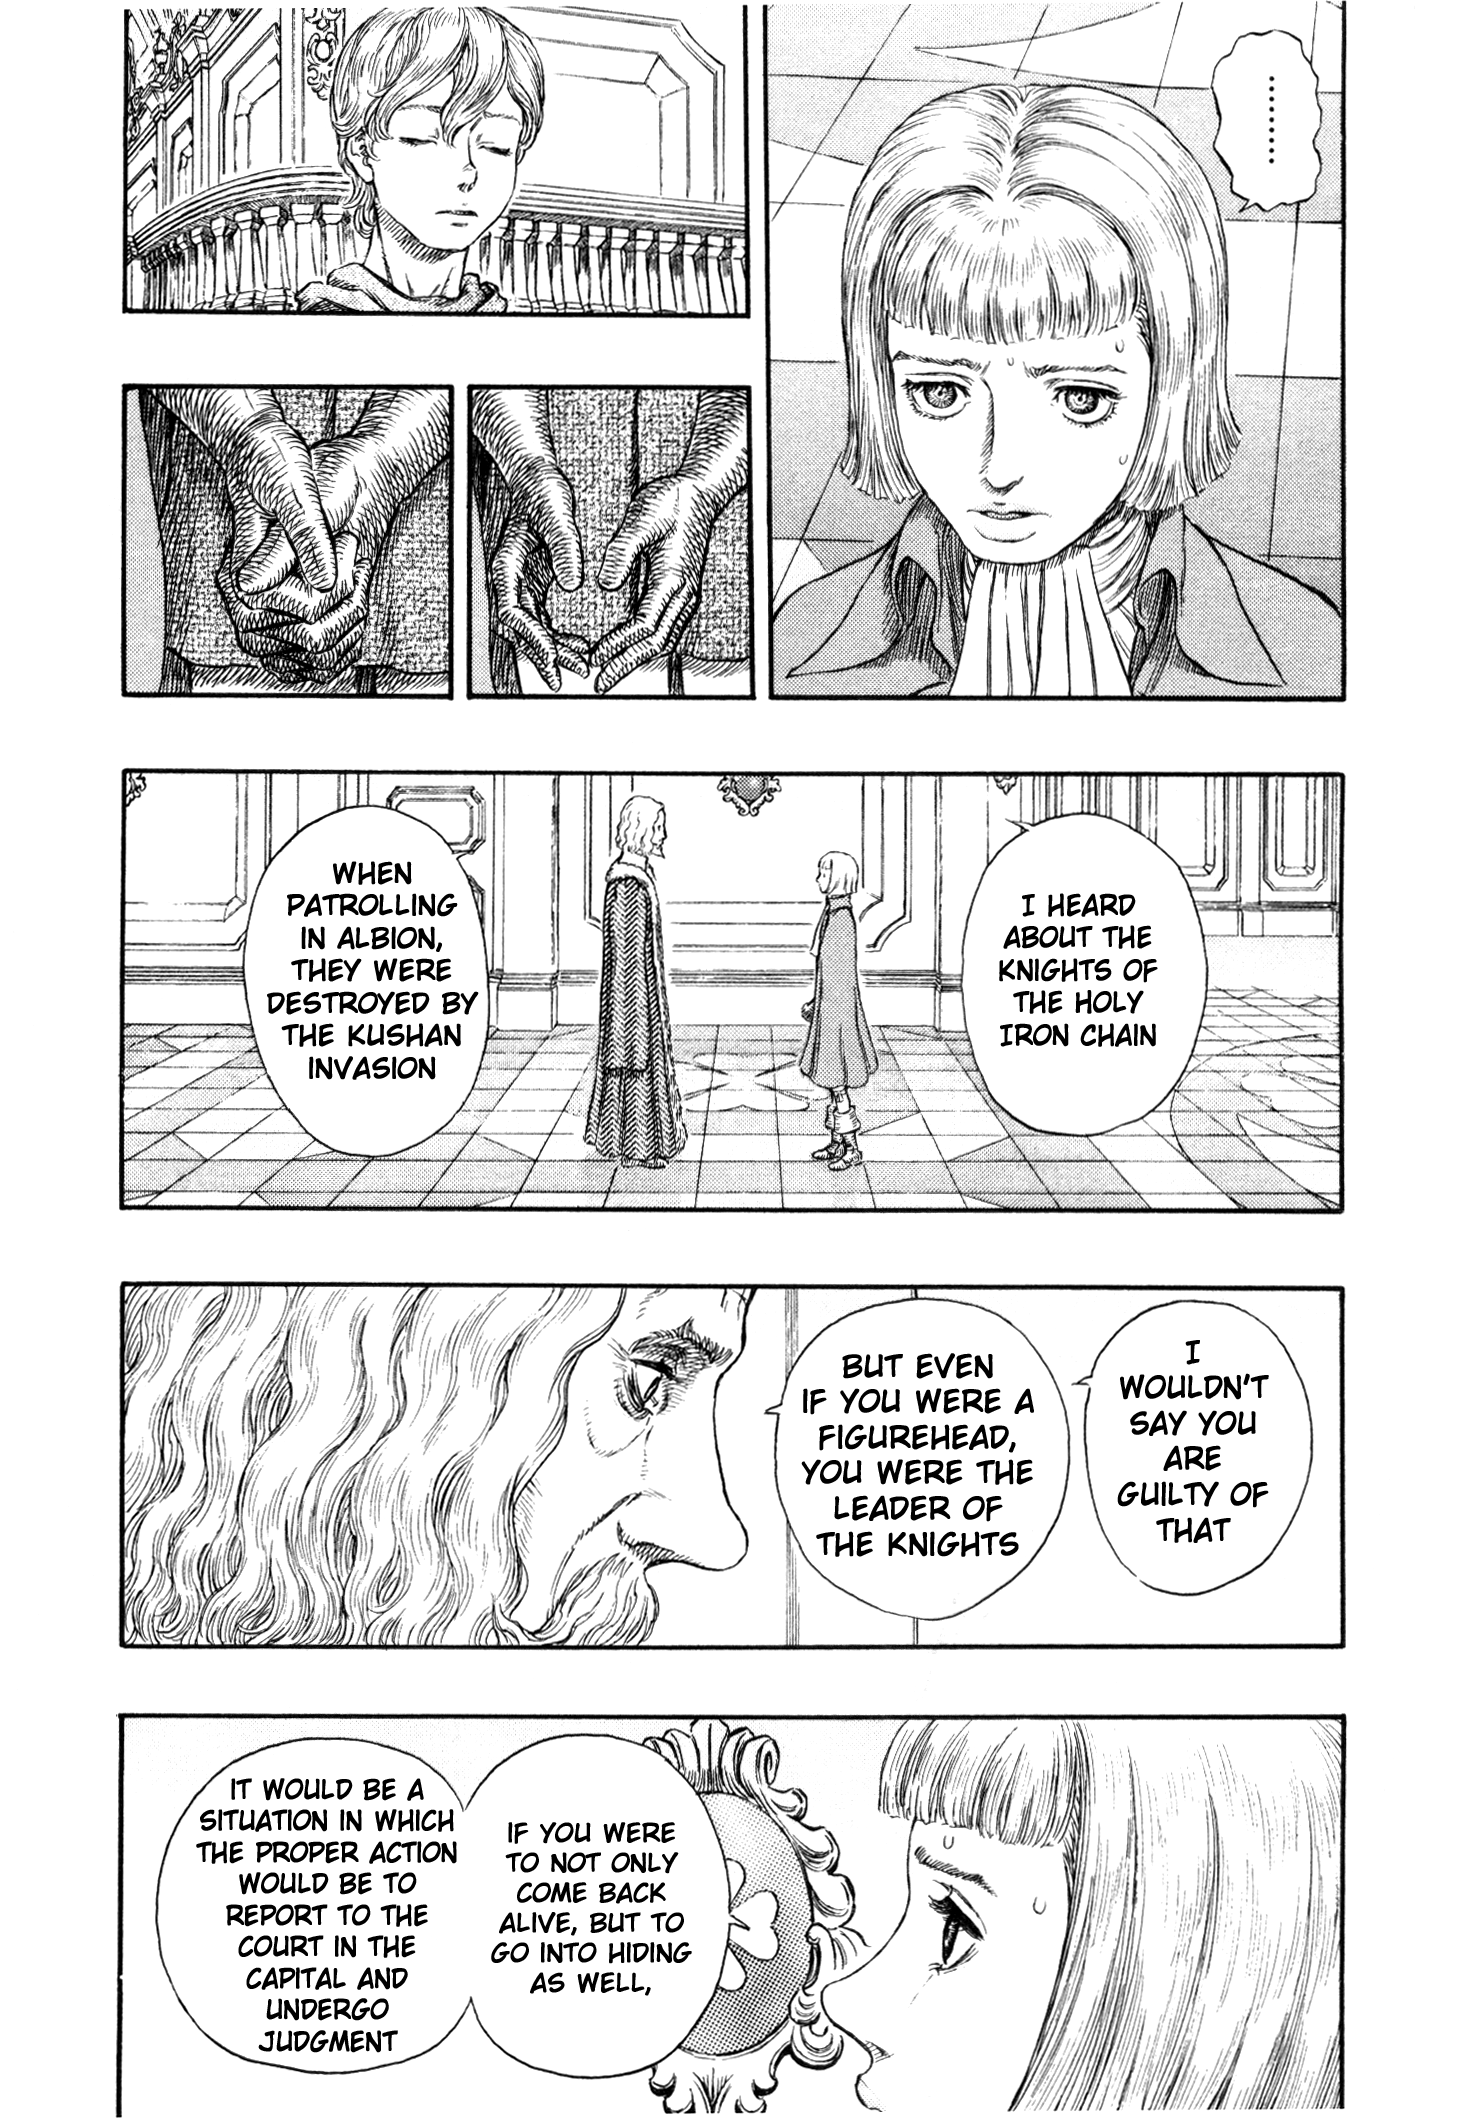 .........
I HEARD
ABOUT THE
KNIGHTS OF
THE HOLY
IRON CHAIN
WHEN
PATROLLING
IN ALBION,
THEY WERE
DESTROYED BY
THE KUSHAN
INVASION
I
WOULDN'T
SAY YOU
ARE
GUILTY OF
THAT
BUT EVEN
IF YOU WERE A
FIGUREHEAD,
YOU WERE THE
LEADER OF
THE KNIGHTS
IF YOU WERE
TO NOT ONLY
COME BACK
ALIVE, BUT TO
GO INTO HIDING
AS WELL,
IT WOULD BE A
SITUATION IN WHICH
THE PROPER ACTION
WOULD BE TO
REPORT TO THE
COURT IN THE
CAPITAL AND
UNDERGO
JUDGMENT